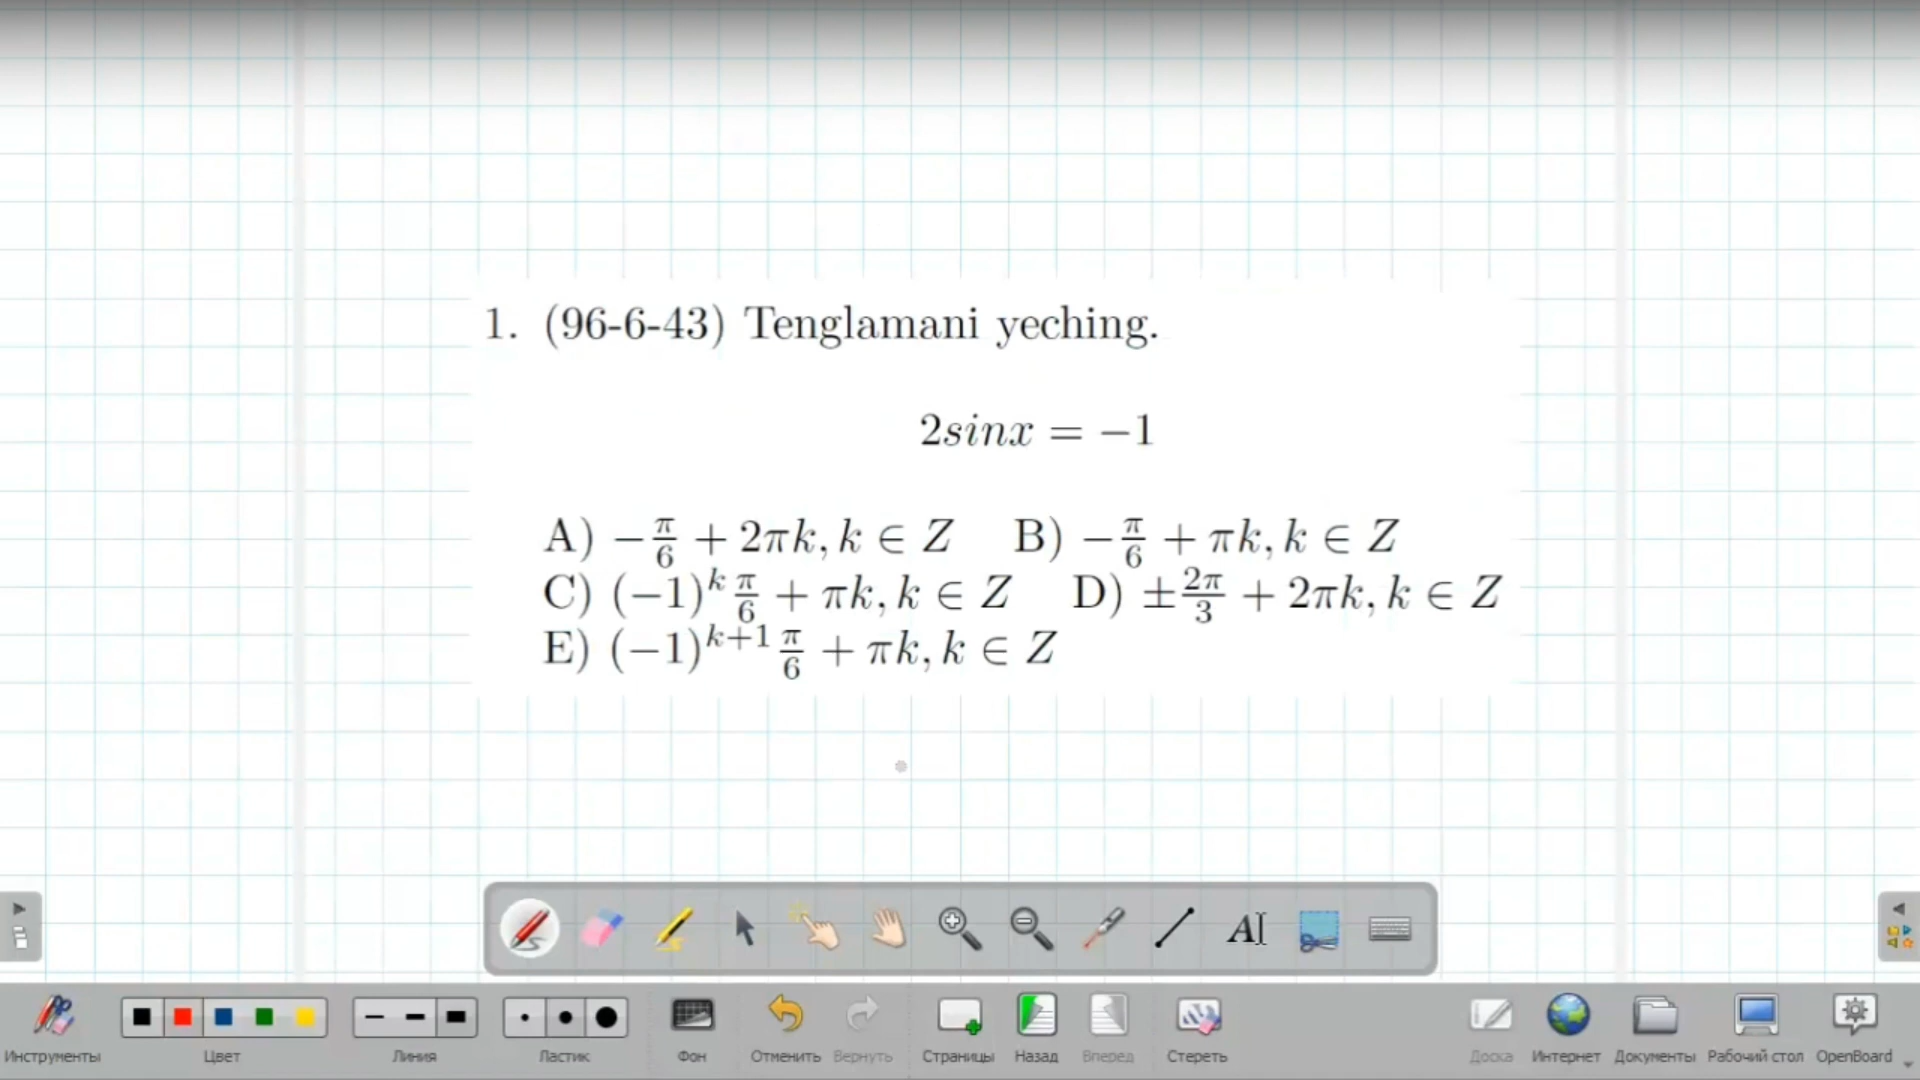 1. (96-6-43) Tenglamani yeching.
2sinx = −1
A) −π/6 + 2πk, k ∈ Z B) −π/6 + πk, k ∈ Z
C) (−1)^k π/6 + πk, k ∈ Z D) ±2π/3 + 2πk, k ∈ Z
E) (−1)^{k+1} π/6 + πk, k ∈ Z
AI
Инструменты Цвет Линия Ластик Фон Отменить Вернуть Страницы Назад Вперед Стереть Доска Интернет Документы Рабочий стол OpenBoard